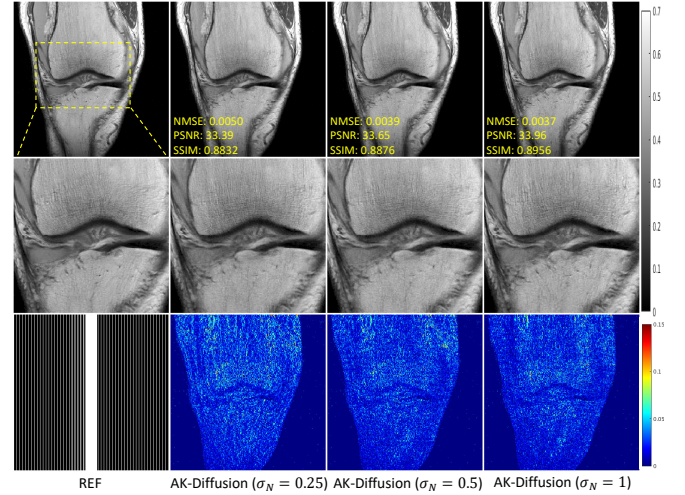 NMSE: 0.0050
PSNR: 33.39
SSIM: 0.8832
NMSE: 0.0039
PSNR: 33.65
SSIM: 0.8876
NMSE: 0.0037
PSNR: 33.96
SSIM: 0.8956
0.7
0.6
0.5
0.4
0.3
0.2
0.1
0
0.15
0.1
0.05
0
REF
AK-Diffusion (σ_N = 0.25)
AK-Diffusion (σ_N = 0.5)
AK-Diffusion (σ_N = 1)